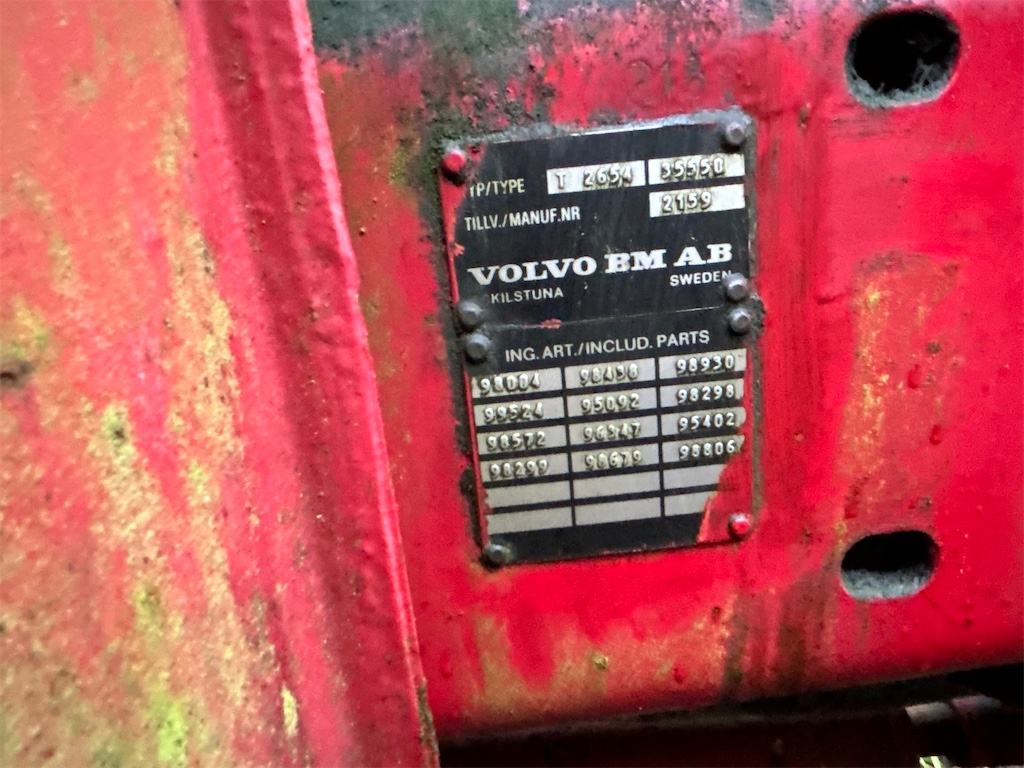 TYP/TYPE T 2654 35550
TILLV./MANUF.NR 2159
VOLVO BM AB
SWEDEN
KILSTUNA
ING.ART./INCLUD. PARTS
98004 98438 98930
99524 95092 98298
98572 96347 95402
98299 98679 98806